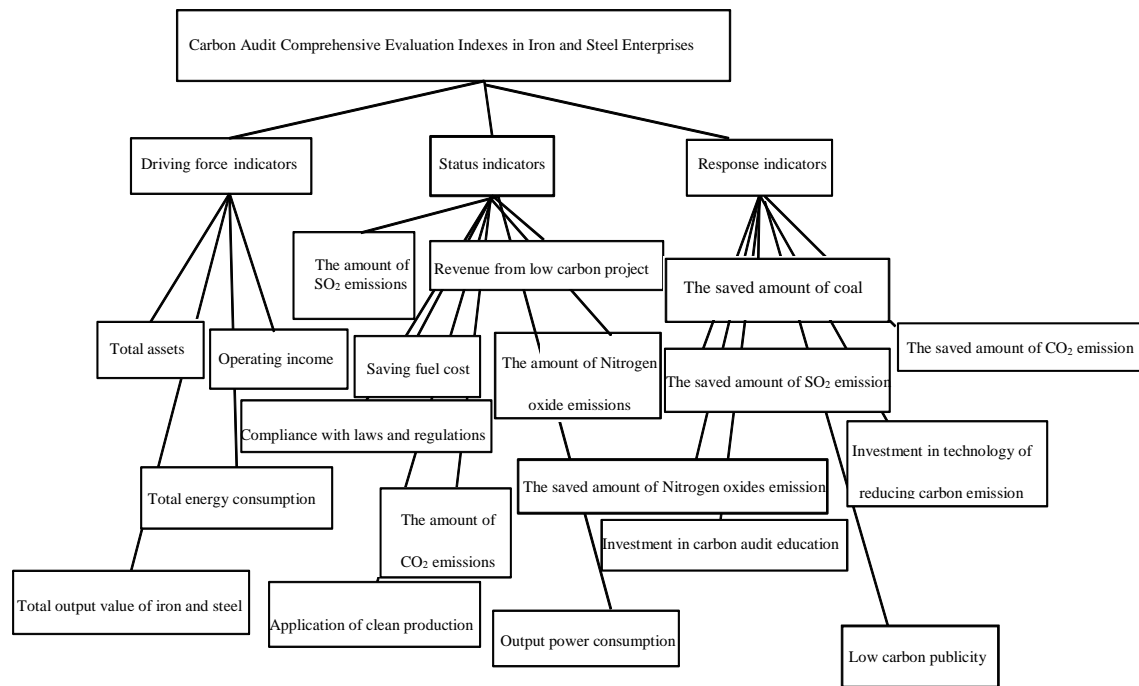 Carbon Audit Comprehensive Evaluation Indexes in Iron and Steel Enterprises
Driving force indicators
Status indicators
Response indicators
The amount of
SO₂ emissions
Revenue from low carbon project
The saved amount of coal
Total assets
Operating income
Saving fuel cost
The amount of Nitrogen
oxide emissions
The saved amount of SO₂ emission
The saved amount of CO₂ emission
Compliance with laws and regulations
Total energy consumption
The amount of
CO₂ emissions
The saved amount of Nitrogen oxides emission
Investment in technology of
reducing carbon emission
Investment in carbon audit education
Total output value of iron and steel
Application of clean production
Output power consumption
Low carbon publicity